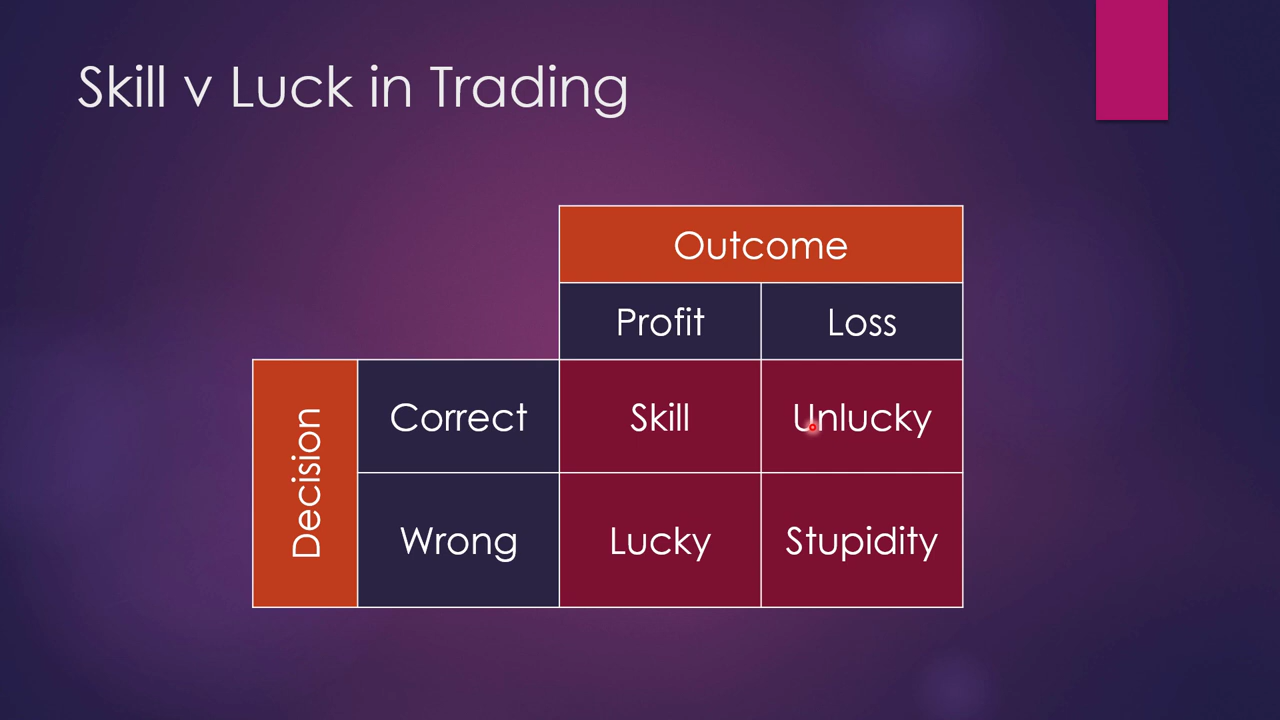 Skill v Luck in Trading
Outcome
Profit
Loss
Decision
Correct
Skill
Unlucky
Wrong
Lucky
Stupidity